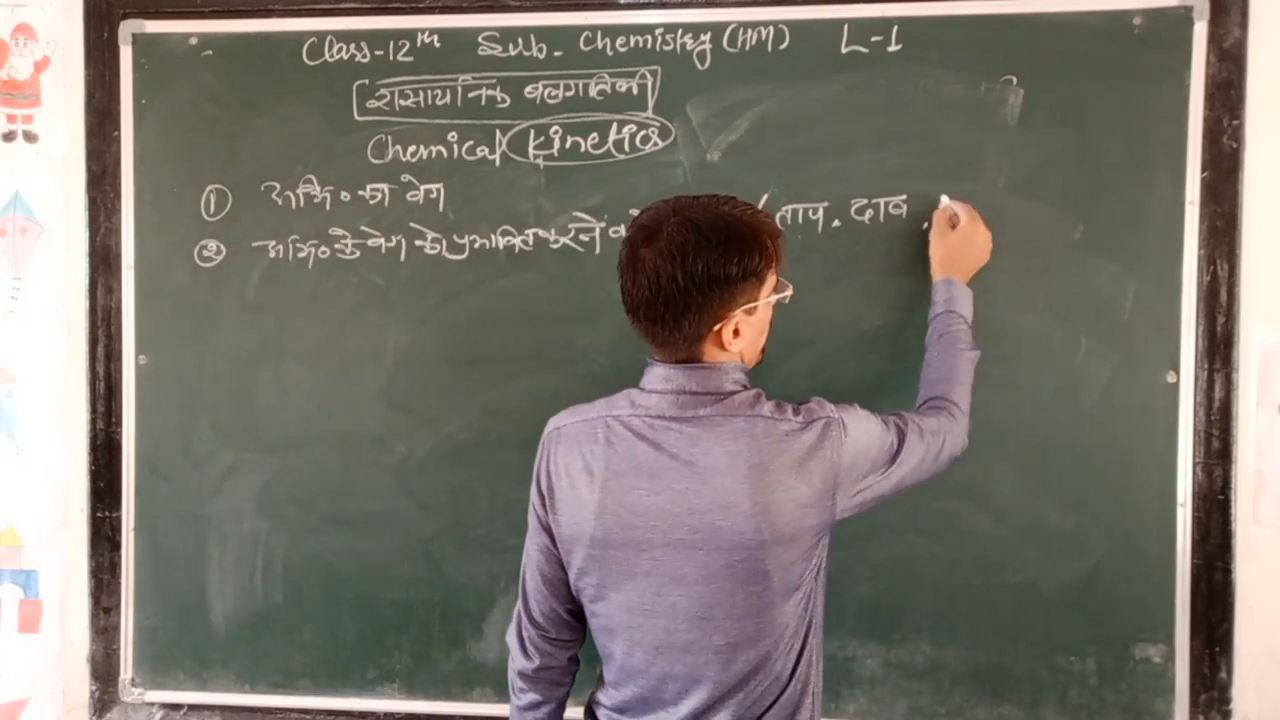 Class-12th Sub- Chemistry (HM) L-1
रासायनिक बलगतिकी
Chemical Kinetics
① अभि० का वेग
② अभि० के वेग को प्रभावित करने (ताप, दाब,